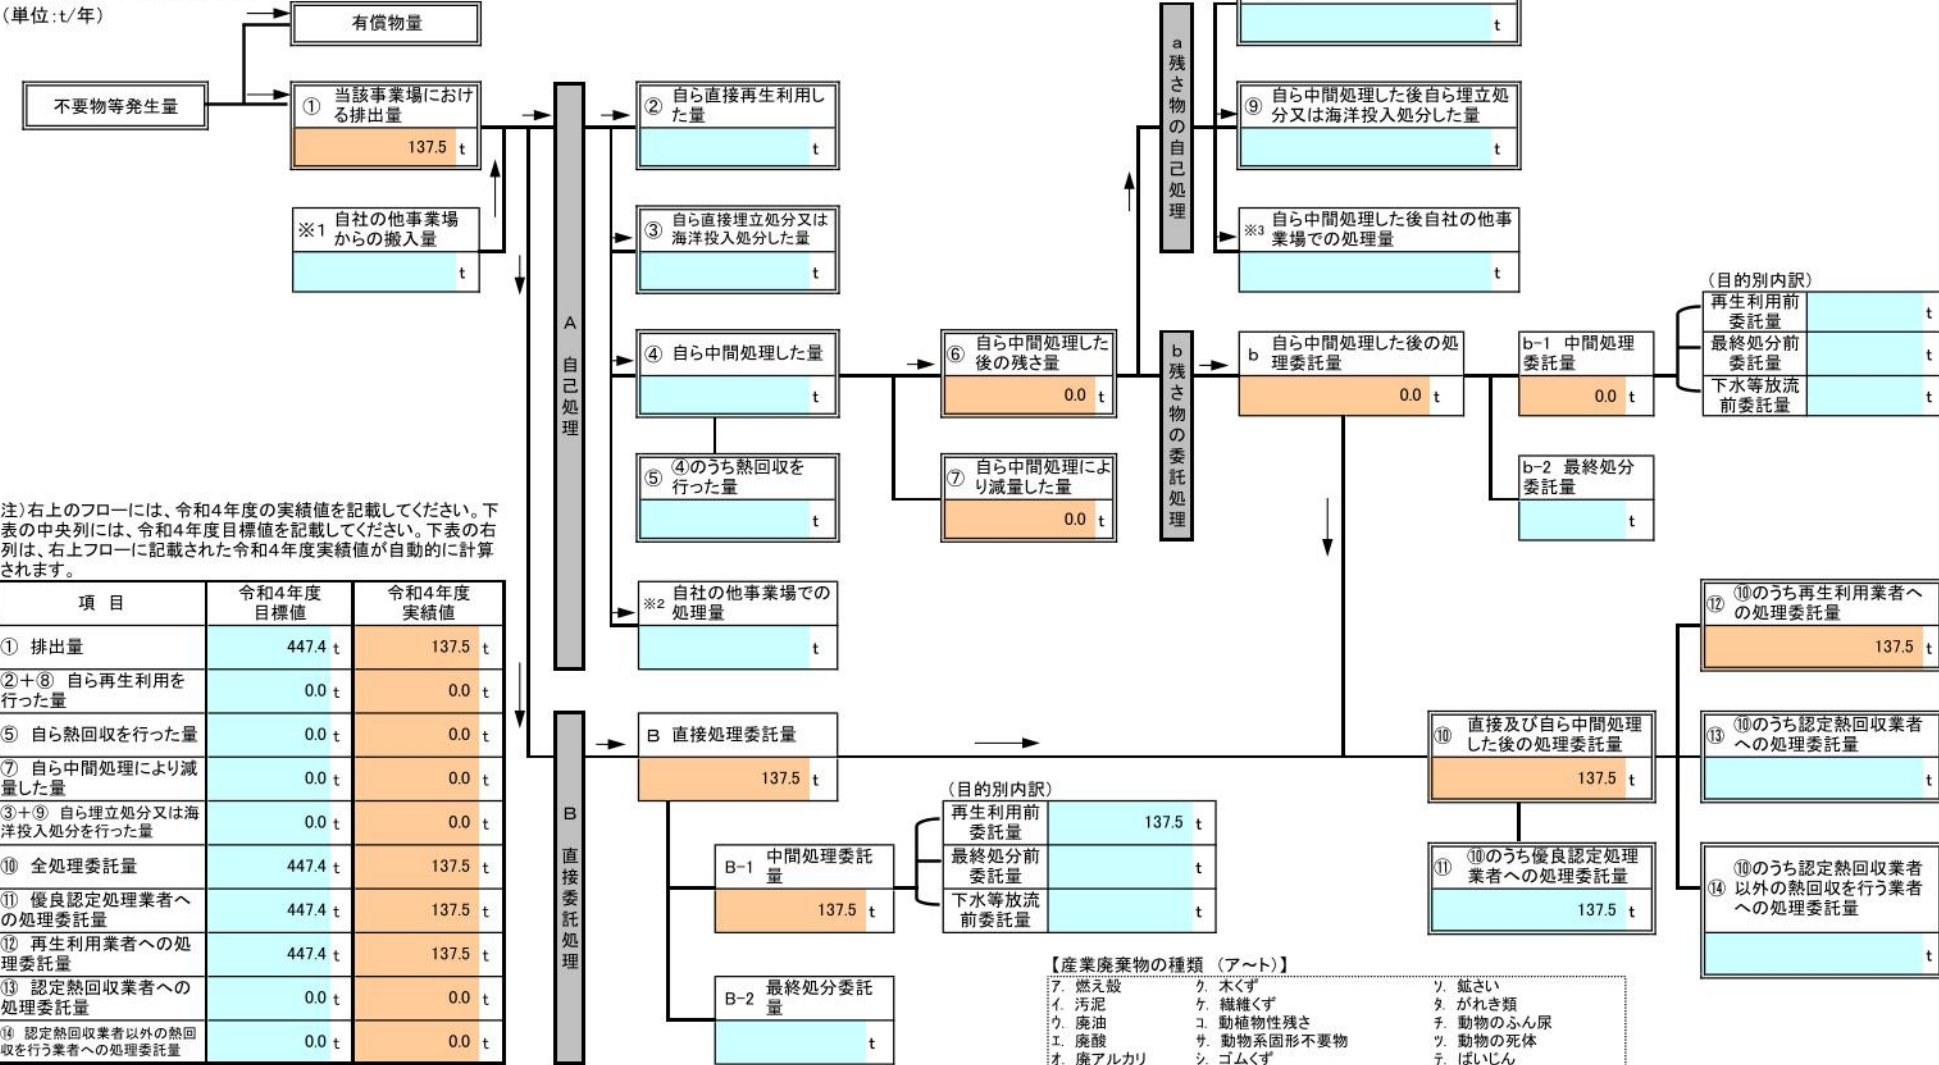 (単位:t/年)
有償物量
不要物等発生量
① 当該事業場におけ
る排出量
137.5 t
※1 自社の他事業場
からの搬入量
t
A 自己処理
② 自ら直接再生利用し
た量
t
③ 自ら直接埋立処分又は
海洋投入処分した量
t
④ 自ら中間処理した量
t
⑤ ④のうち熱回収を
行った量
t
※2 自社の他事業場での
処理量
t
⑥ 自ら中間処理した
後の残さ量
0.0 t
⑦ 自ら中間処理によ
り減量した量
0.0 t
a 残さ物の自己処理
t
⑨ 自ら中間処理した後自ら埋立処
分又は海洋投入処分した量
t
※3 自ら中間処理した後自社の他事
業場での処理量
t
b 残さ物の委託処理
b 自ら中間処理した後の処
理委託量
0.0 t
b-1 中間処理
委託量
0.0 t
b-2 最終処分
委託量
t
(目的別内訳)
再生利用前
委託量
t
最終処分前
委託量
t
下水等放流
前委託量
t
注)右上のフローには、令和4年度の実績値を記載してください。下
表の中央列には、令和4年度目標値を記載してください。下表の右
列は、右上フローに記載された令和4年度実績値が自動的に計算
されます。
項 目 令和4年度 目標値 令和4年度 実績値
① 排出量 447.4 t 137.5 t
②+⑧ 自ら再生利用を
行った量 0.0 t 0.0 t
⑤ 自ら熱回収を行った量 0.0 t 0.0 t
⑦ 自ら中間処理により減
量した量 0.0 t 0.0 t
③+⑨ 自ら埋立処分又は海
洋投入処分を行った量 0.0 t 0.0 t
⑩ 全処理委託量 447.4 t 137.5 t
⑪ 優良認定処理業者へ
の処理委託量 447.4 t 137.5 t
⑫ 再生利用業者への処
理委託量 447.4 t 137.5 t
⑬ 認定熱回収業者への
処理委託量 0.0 t 0.0 t
⑭ 認定熱回収業者以外の熱回
収を行う業者への処理委託量 0.0 t 0.0 t
B 直接委託処理
B 直接処理委託量
137.5 t
B-1 中間処理委託
量
137.5 t
B-2 最終処分委託
量
t
(目的別内訳)
再生利用前
委託量
137.5 t
最終処分前
委託量
t
下水等放流
前委託量
t
⑩ 直接及び自ら中間処理
した後の処理委託量
137.5 t
⑪ ⑩のうち優良認定処理
業者への処理委託量
137.5 t
⑫ ⑩のうち再生利用業者へ
の処理委託量
137.5 t
⑬ ⑩のうち認定熱回収業者
への処理委託量
t
⑭ ⑩のうち認定熱回収業者
以外の熱回収を行う業者
への処理委託量
t
【産業廃棄物の種類 (ア~ト)】
ア. 燃え殻 ク. 木くず ソ. 鉱さい
イ. 汚泥 ケ. 繊維くず タ. がれき類
ウ. 廃油 コ. 動植物性残さ チ. 動物のふん尿
エ. 廃酸 サ. 動物系固形不要物 ツ. 動物の死体
オ. 廃アルカリ シ. ゴムくず テ. ばいじん